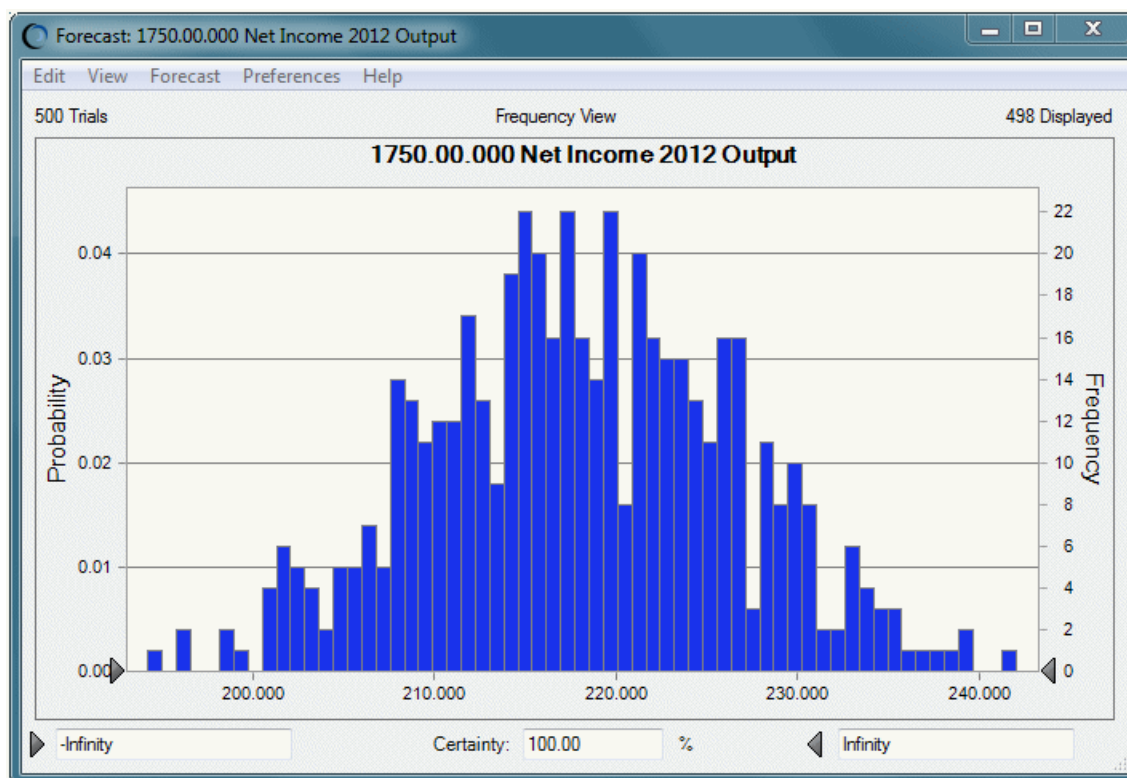 Forecast: 1750.00.000 Net Income 2012 Output
Edit View Forecast Preferences Help
500 Trials Frequency View 498 Displayed
1750.00.000 Net Income 2012 Output
Probability
0.04
0.03
0.02
0.01
0.00
22
20
18
16
14
12
10
8
6
4
2
0
Frequency
200.000 210.000 220.000 230.000 240.000
-Infinity Certainty: 100.00 % Infinity